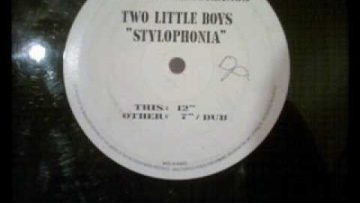 TWO LITTLE BOYS
"STYLOPHONIA"
THIS: 12"
OTHER: 7"/DUB